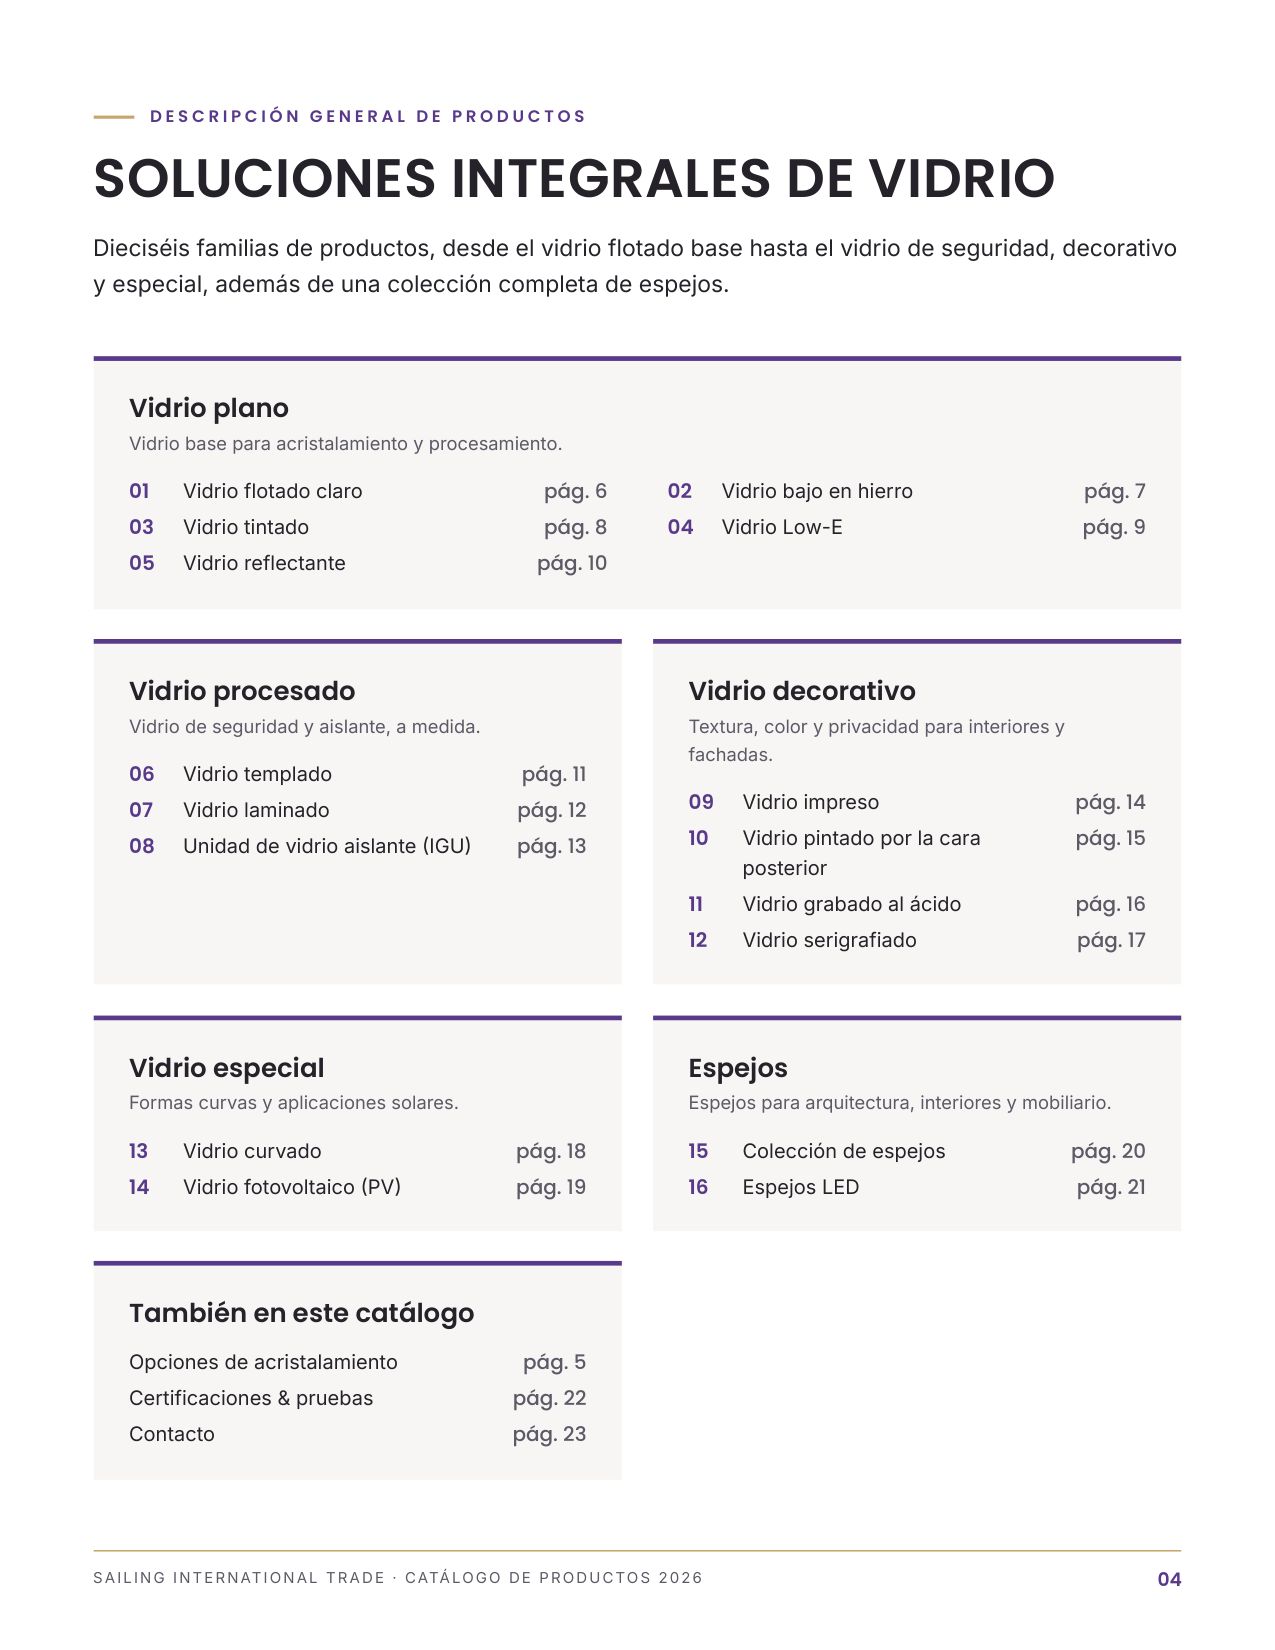 DESCRIPCIÓN GENERAL DE PRODUCTOS
SOLUCIONES INTEGRALES DE VIDRIO
Dieciséis familias de productos, desde el vidrio flotado base hasta el vidrio de seguridad, decorativo
y especial, además de una colección completa de espejos.
Vidrio plano
Vidrio base para acristalamiento y procesamiento.
01 Vidrio flotado claro pág. 6
02 Vidrio bajo en hierro pág. 7
03 Vidrio tintado pág. 8
04 Vidrio Low-E pág. 9
05 Vidrio reflectante pág. 10
Vidrio procesado
Vidrio de seguridad y aislante, a medida.
06 Vidrio templado pág. 11
07 Vidrio laminado pág. 12
08 Unidad de vidrio aislante (IGU) pág. 13
Vidrio decorativo
Textura, color y privacidad para interiores y
fachadas.
09 Vidrio impreso pág. 14
10 Vidrio pintado por la cara pág. 15
posterior
11 Vidrio grabado al ácido pág. 16
12 Vidrio serigrafiado pág. 17
Vidrio especial
Formas curvas y aplicaciones solares.
13 Vidrio curvado pág. 18
14 Vidrio fotovoltaico (PV) pág. 19
Espejos
Espejos para arquitectura, interiores y mobiliario.
15 Colección de espejos pág. 20
16 Espejos LED pág. 21
También en este catálogo
Opciones de acristalamiento pág. 5
Certificaciones & pruebas pág. 22
Contacto pág. 23
SAILING INTERNATIONAL TRADE · CATÁLOGO DE PRODUCTOS 2026
04